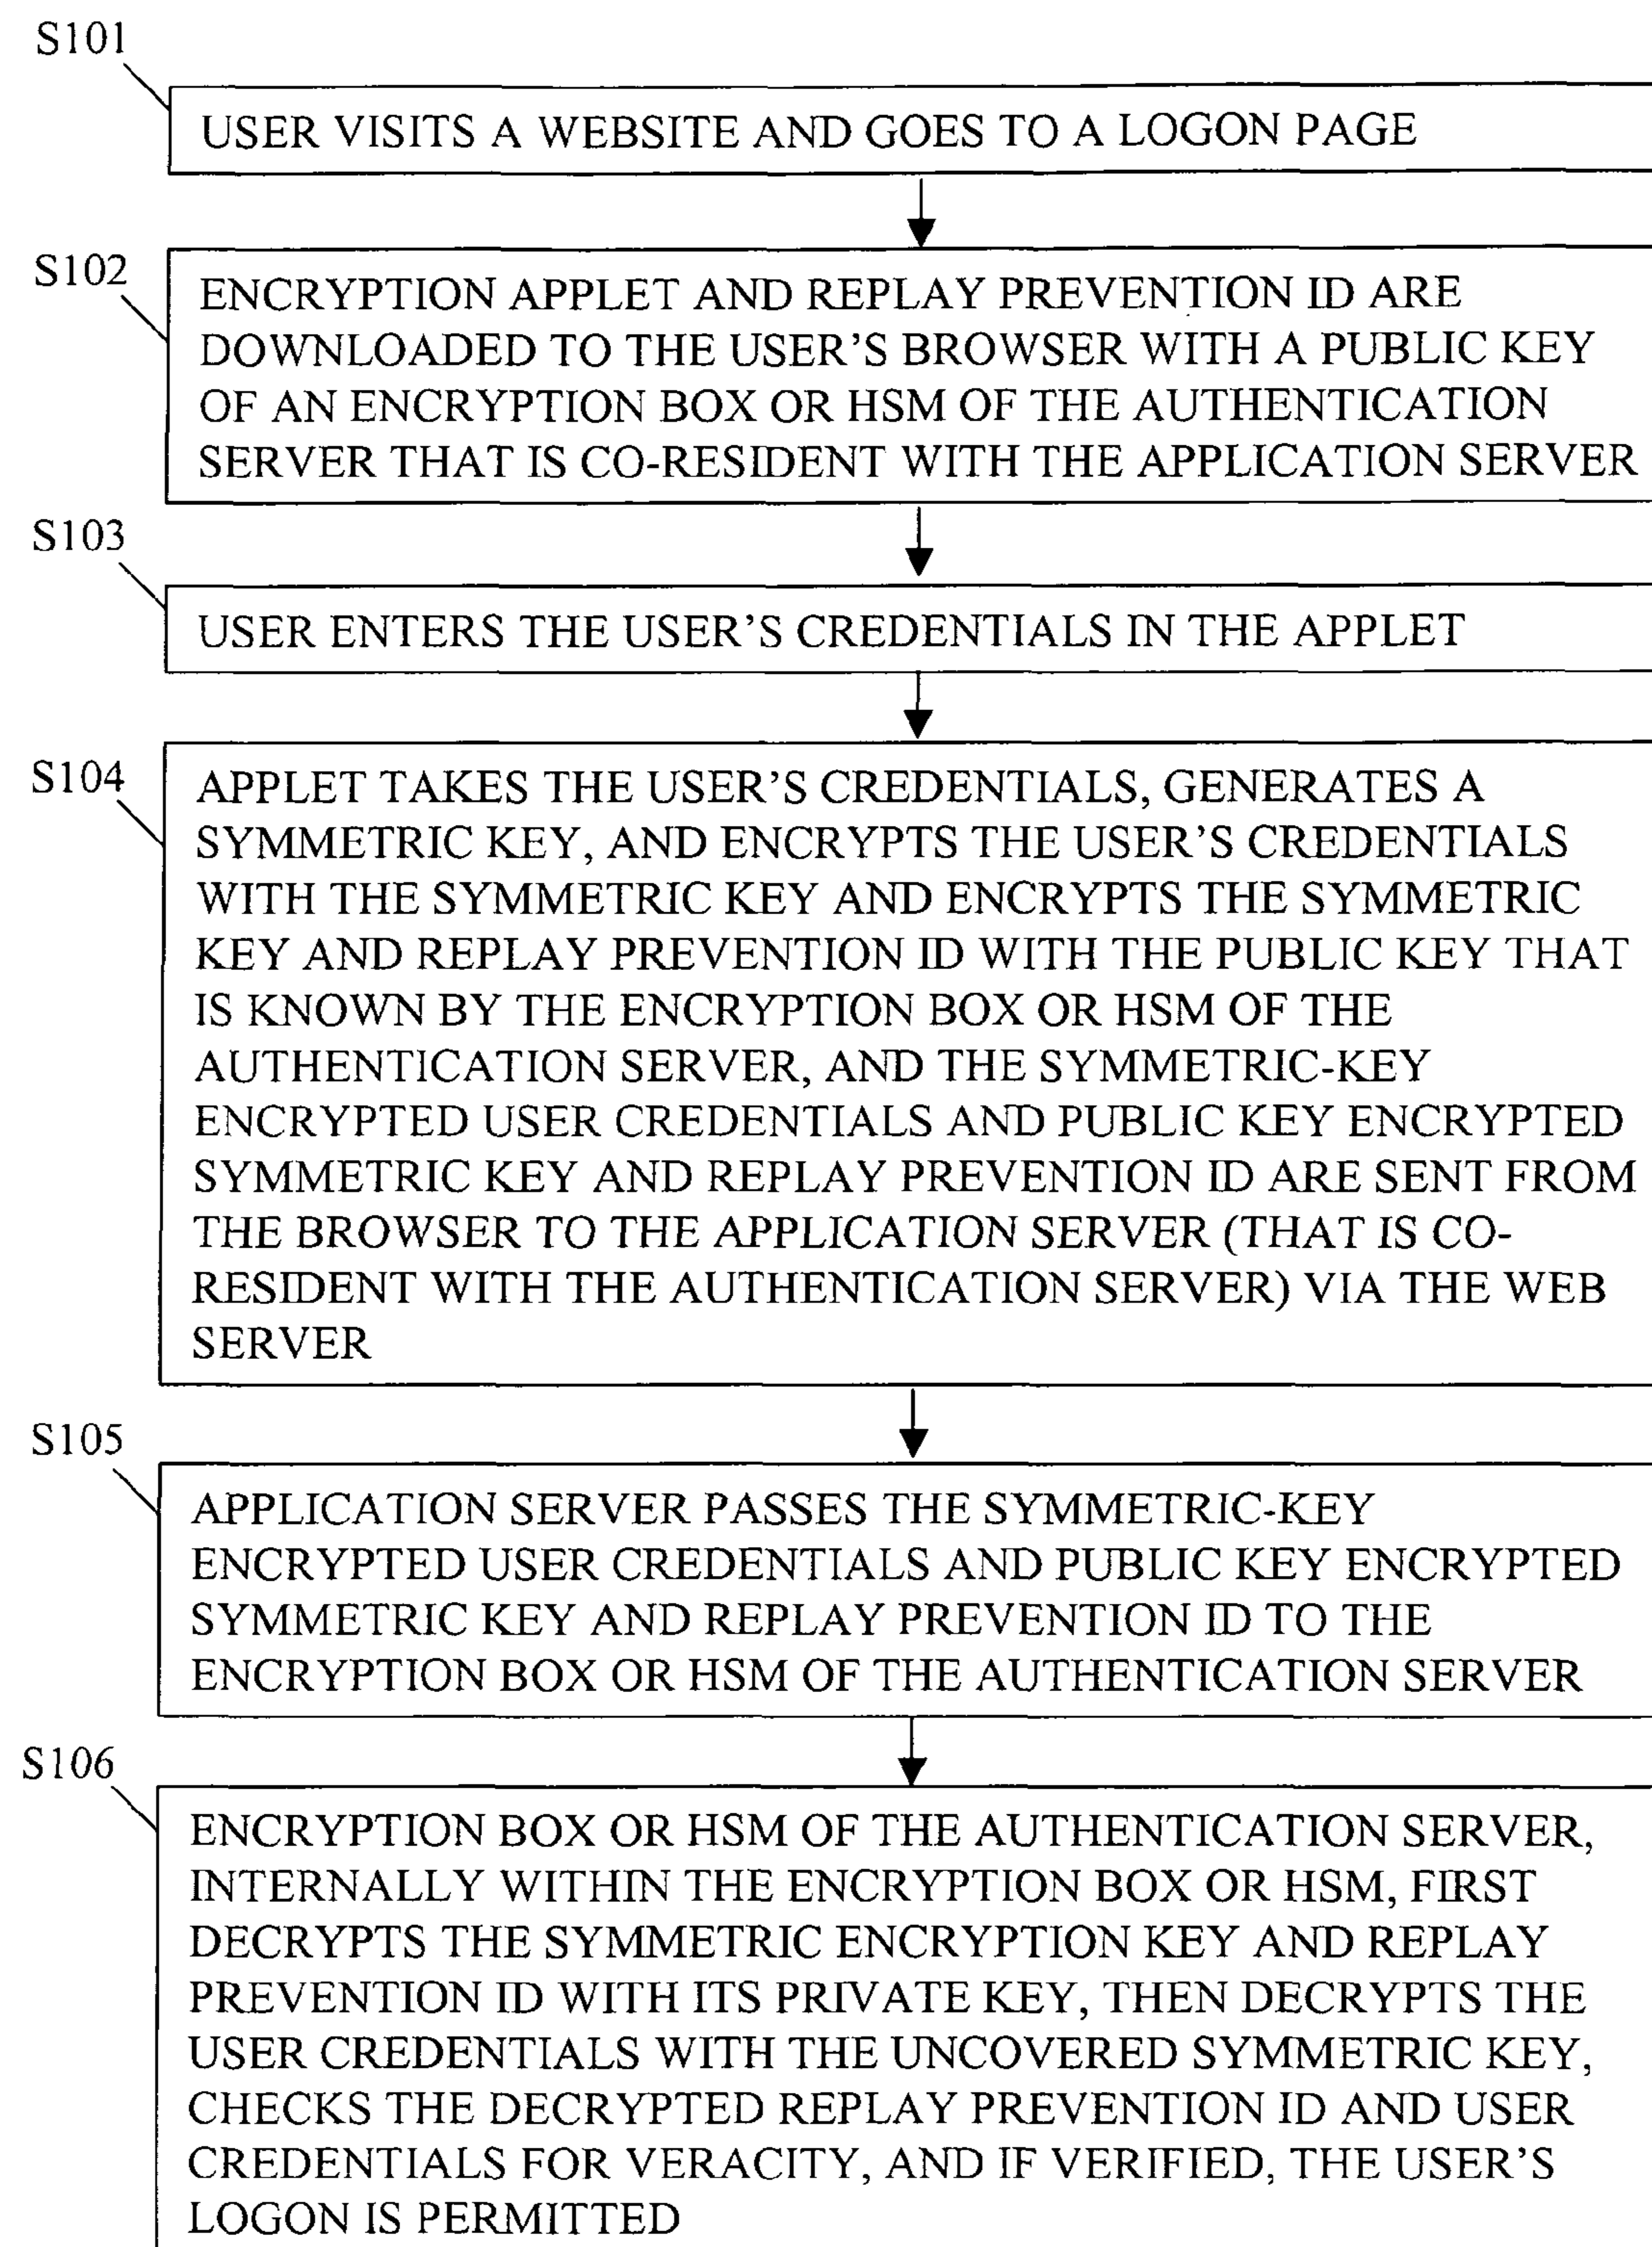 S101
USER VISITS A WEBSITE AND GOES TO A LOGON PAGE
S102
ENCRYPTION APPLET AND REPLAY PREVENTION ID ARE
DOWNLOADED TO THE USER'S BROWSER WITH A PUBLIC KEY
OF AN ENCRYPTION BOX OR HSM OF THE AUTHENTICATION
SERVER THAT IS CO-RESIDENT WITH THE APPLICATION SERVER
S103
USER ENTERS THE USER'S CREDENTIALS IN THE APPLET
S104
APPLET TAKES THE USER'S CREDENTIALS, GENERATES A
SYMMETRIC KEY, AND ENCRYPTS THE USER'S CREDENTIALS
WITH THE SYMMETRIC KEY AND ENCRYPTS THE SYMMETRIC
KEY AND REPLAY PREVENTION ID WITH THE PUBLIC KEY THAT
IS KNOWN BY THE ENCRYPTION BOX OR HSM OF THE
AUTHENTICATION SERVER, AND THE SYMMETRIC-KEY
ENCRYPTED USER CREDENTIALS AND PUBLIC KEY ENCRYPTED
SYMMETRIC KEY AND REPLAY PREVENTION ID ARE SENT FROM
THE BROWSER TO THE APPLICATION SERVER (THAT IS CO-
RESIDENT WITH THE AUTHENTICATION SERVER) VIA THE WEB
SERVER
S105
APPLICATION SERVER PASSES THE SYMMETRIC-KEY
ENCRYPTED USER CREDENTIALS AND PUBLIC KEY ENCRYPTED
SYMMETRIC KEY AND REPLAY PREVENTION ID TO THE
ENCRYPTION BOX OR HSM OF THE AUTHENTICATION SERVER
S106
ENCRYPTION BOX OR HSM OF THE AUTHENTICATION SERVER,
INTERNALLY WITHIN THE ENCRYPTION BOX OR HSM, FIRST
DECRYPTS THE SYMMETRIC ENCRYPTION KEY AND REPLAY
PREVENTION ID WITH ITS PRIVATE KEY, THEN DECRYPTS THE
USER CREDENTIALS WITH THE UNCOVERED SYMMETRIC KEY,
CHECKS THE DECRYPTED REPLAY PREVENTION ID AND USER
CREDENTIALS FOR VERACITY, AND IF VERIFIED, THE USER'S
LOGON IS PERMITTED